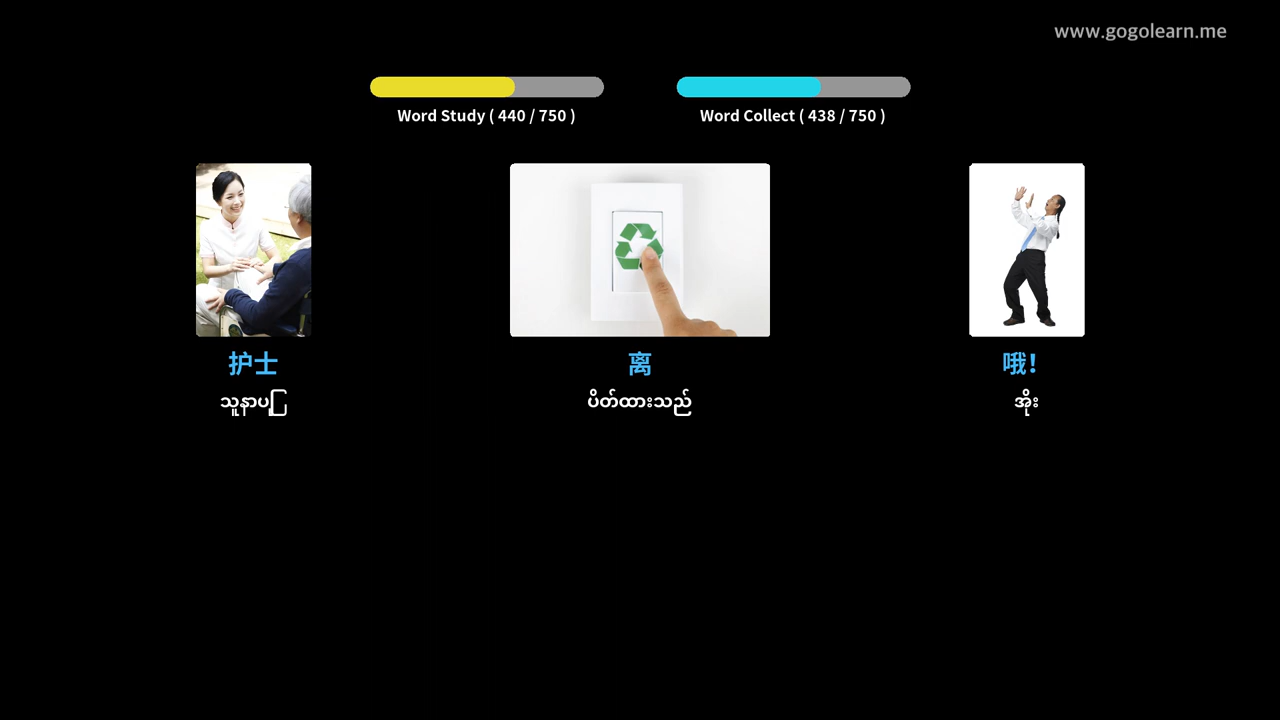 www.gogolearn.me
Word Study ( 440 / 750 )
Word Collect ( 438 / 750 )
护士
离
哦!
သူနာပြု
ပိတ်ထားသည်
အိုး